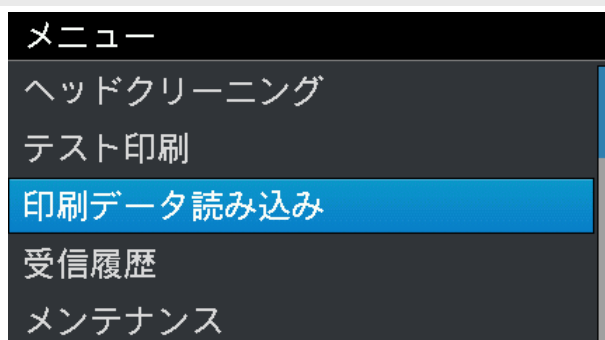 メニュー
ヘッドクリーニング
テスト印刷
印刷データ読み込み
受信履歴
メンテナンス